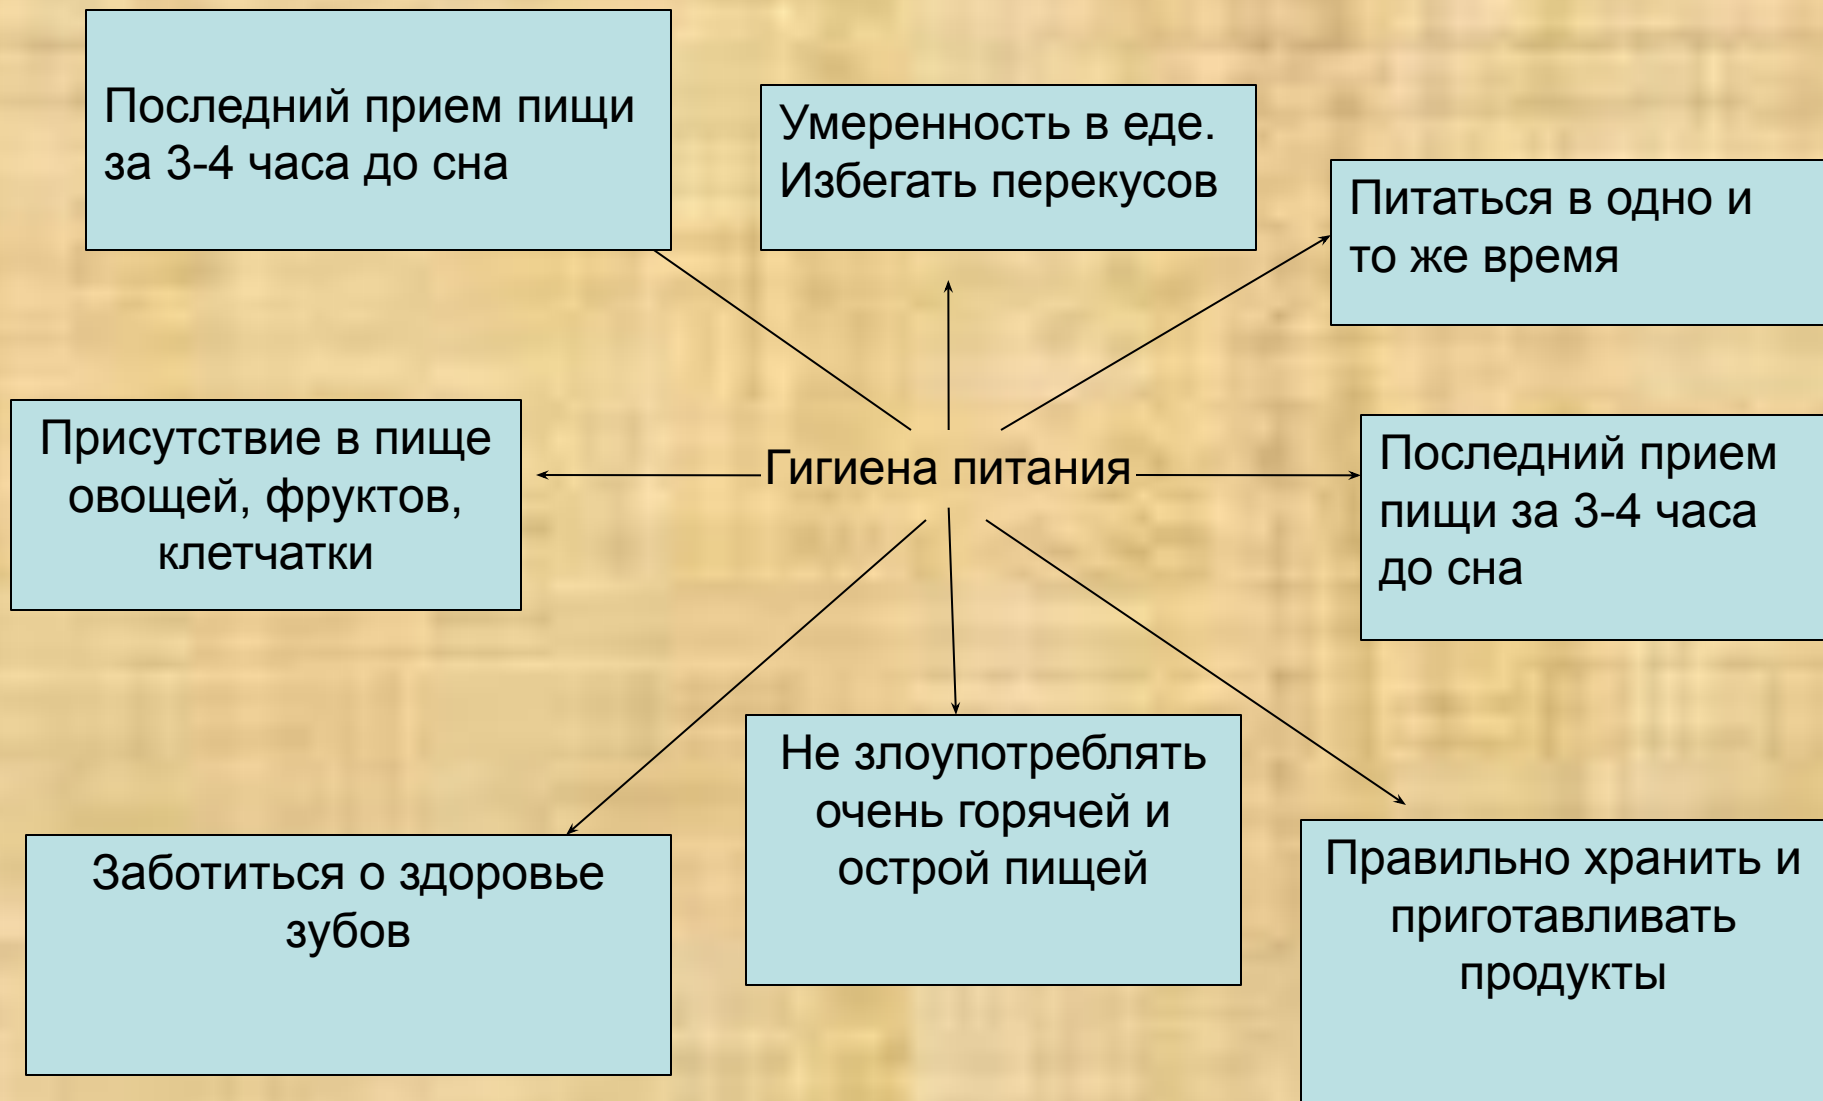 Последний прием пищи
за 3-4 часа до сна
Умеренность в еде.
Избегать перекусов
Питаться в одно и
то же время
Присутствие в пище
овощей, фруктов,
клетчатки
Гигиена питания
Последний прием
пищи за 3-4 часа
до сна
Заботиться о здоровье
зубов
Не злоупотреблять
очень горячей и
острой пищей
Правильно хранить и
приготавливать
продукты